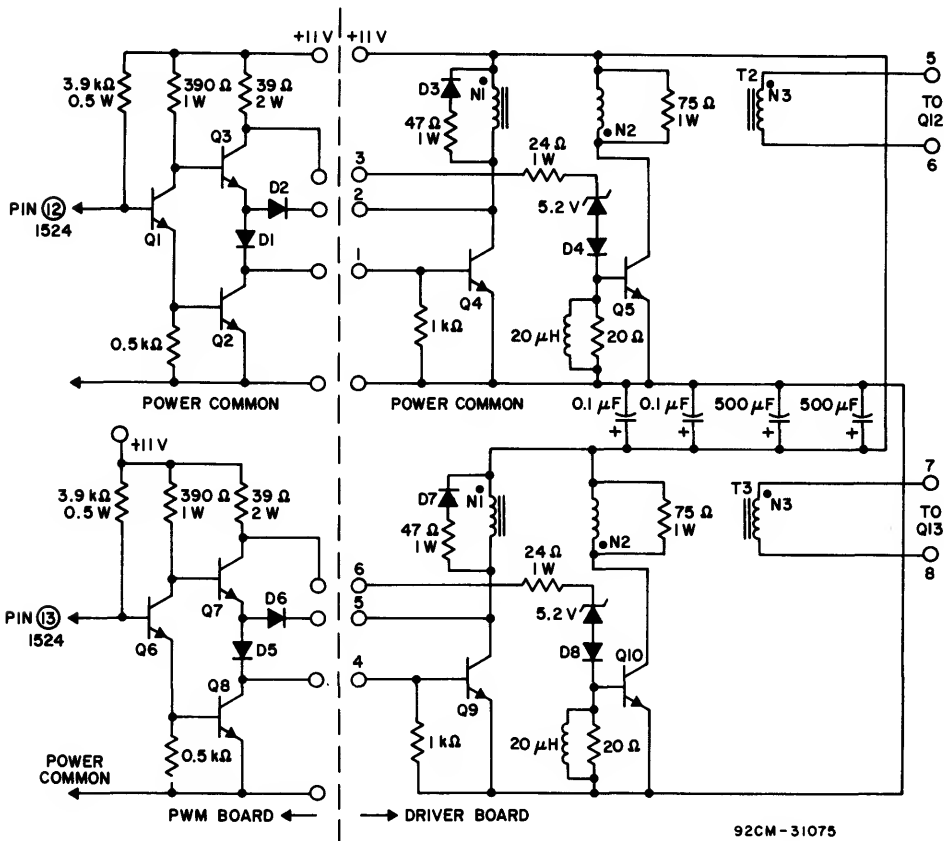 +11 V
+11 V
3.9 kΩ
0.5 W
390 Ω
1 W
39 Ω
2 W
Q3
D2
D1
PIN ⑫
1524
Q1
Q2
0.5 kΩ
POWER COMMON
D3
N1
47 Ω
1 W
N2
75 Ω
1 W
T2
N3
5
TO
Q12
6
3
2
1
24 Ω
1 W
5.2 V
D4
Q4
Q5
1 kΩ
20 μH
20 Ω
POWER COMMON
0.1 μF
0.1 μF
500 μF
500 μF
+
+
+
+
+11 V
3.9 kΩ
0.5 W
390 Ω
1 W
39 Ω
2 W
Q7
D6
D5
PIN ⑬
1524
Q6
Q8
0.5 kΩ
POWER
COMMON
D7
N1
47 Ω
1 W
N2
75 Ω
1 W
T3
N3
7
TO
Q13
8
6
5
4
24 Ω
1 W
5.2 V
D8
Q10
Q9
1 kΩ
20 μH
20 Ω
PWM BOARD
DRIVER BOARD
92CM-31075